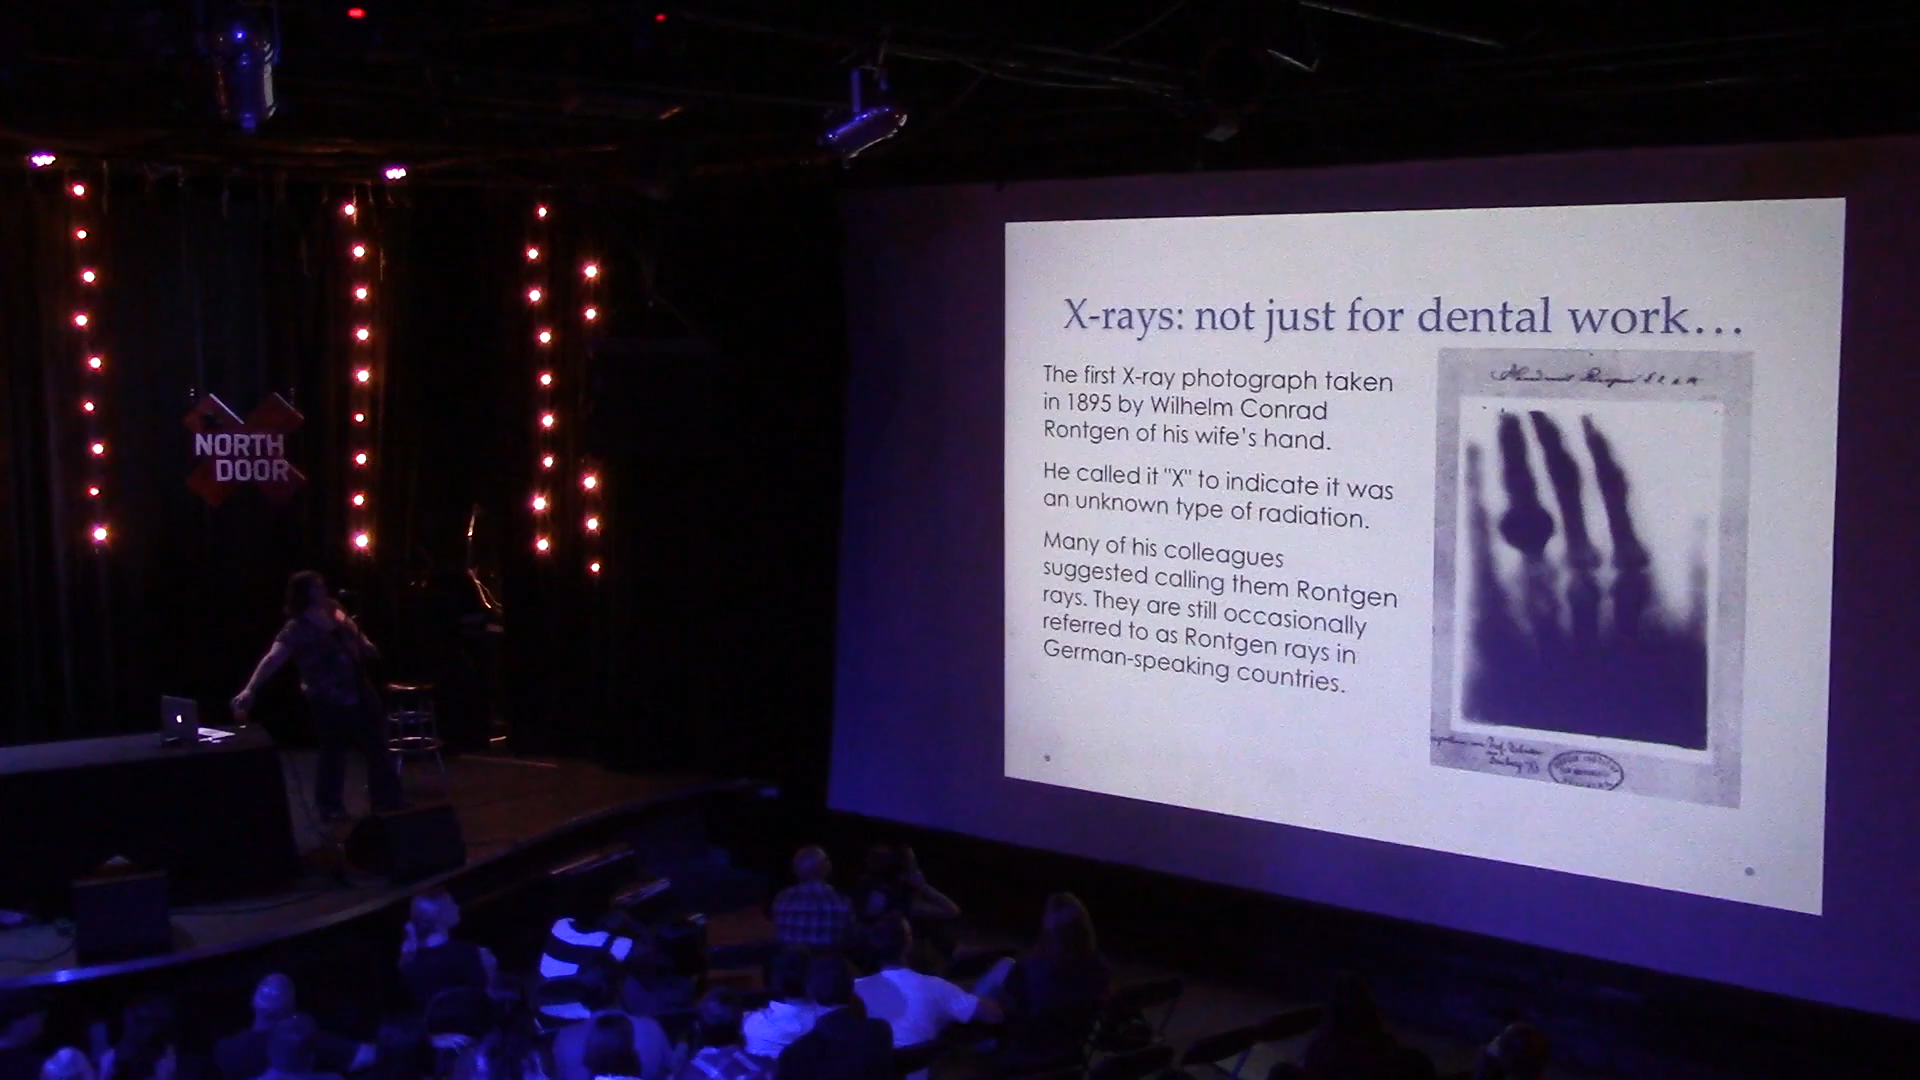 NORTH
DOOR
X-rays: not just for dental work...
The first X-ray photograph taken
in 1895 by Wilhelm Conrad
Rontgen of his wife's hand.
He called it "X" to indicate it was
an unknown type of radiation.
Many of his colleagues
suggested calling them Rontgen
rays. They are still occasionally
referred to as Rontgen rays in
German-speaking countries.